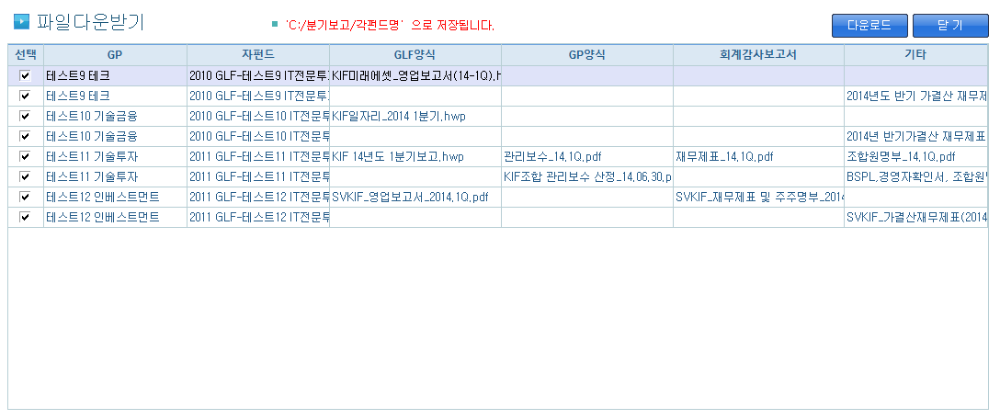 파일다운받기
'C:/분기보고/각펀드명' 으로 저장됩니다.
다운로드 닫 기
선택 GP 자펀드 GLF양식 GP양식 회계감사보고서 기타
테스트9 테크 2010 GLF-테스트9 IT전문투 KIF미래에셋_영업보고서(14-1Q).h
테스트9 테크 2010 GLF-테스트9 IT전문투 2014년도 반기 가결산 재무제
테스트10 기술금융 2010 GLF-테스트10 IT전문투 KIF일자리_2014 1분기.hwp
테스트10 기술금융 2010 GLF-테스트10 IT전문투 2014년 반기가결산 재무제표
테스트11 기술투자 2011 GLF-테스트11 IT전문투 KIF 14년도 1분기보고.hwp 관리보수_14.1Q.pdf 재무제표_14.1Q.pdf 조합원명부_14.1Q.pdf
테스트11 기술투자 2011 GLF-테스트11 IT전문투 KIF조합 관리보수 산정_14.06.30.p BSPL,경영자확인서, 조합원
테스트12 인베스트먼트 2011 GLF-테스트12 IT전문투 SVKIF_영업보고서_2014.1Q.pdf SVKIF_재무제표 및 주주명부_2014
테스트12 인베스트먼트 2011 GLF-테스트12 IT전문투 SVKIF_가결산재무제표(2014